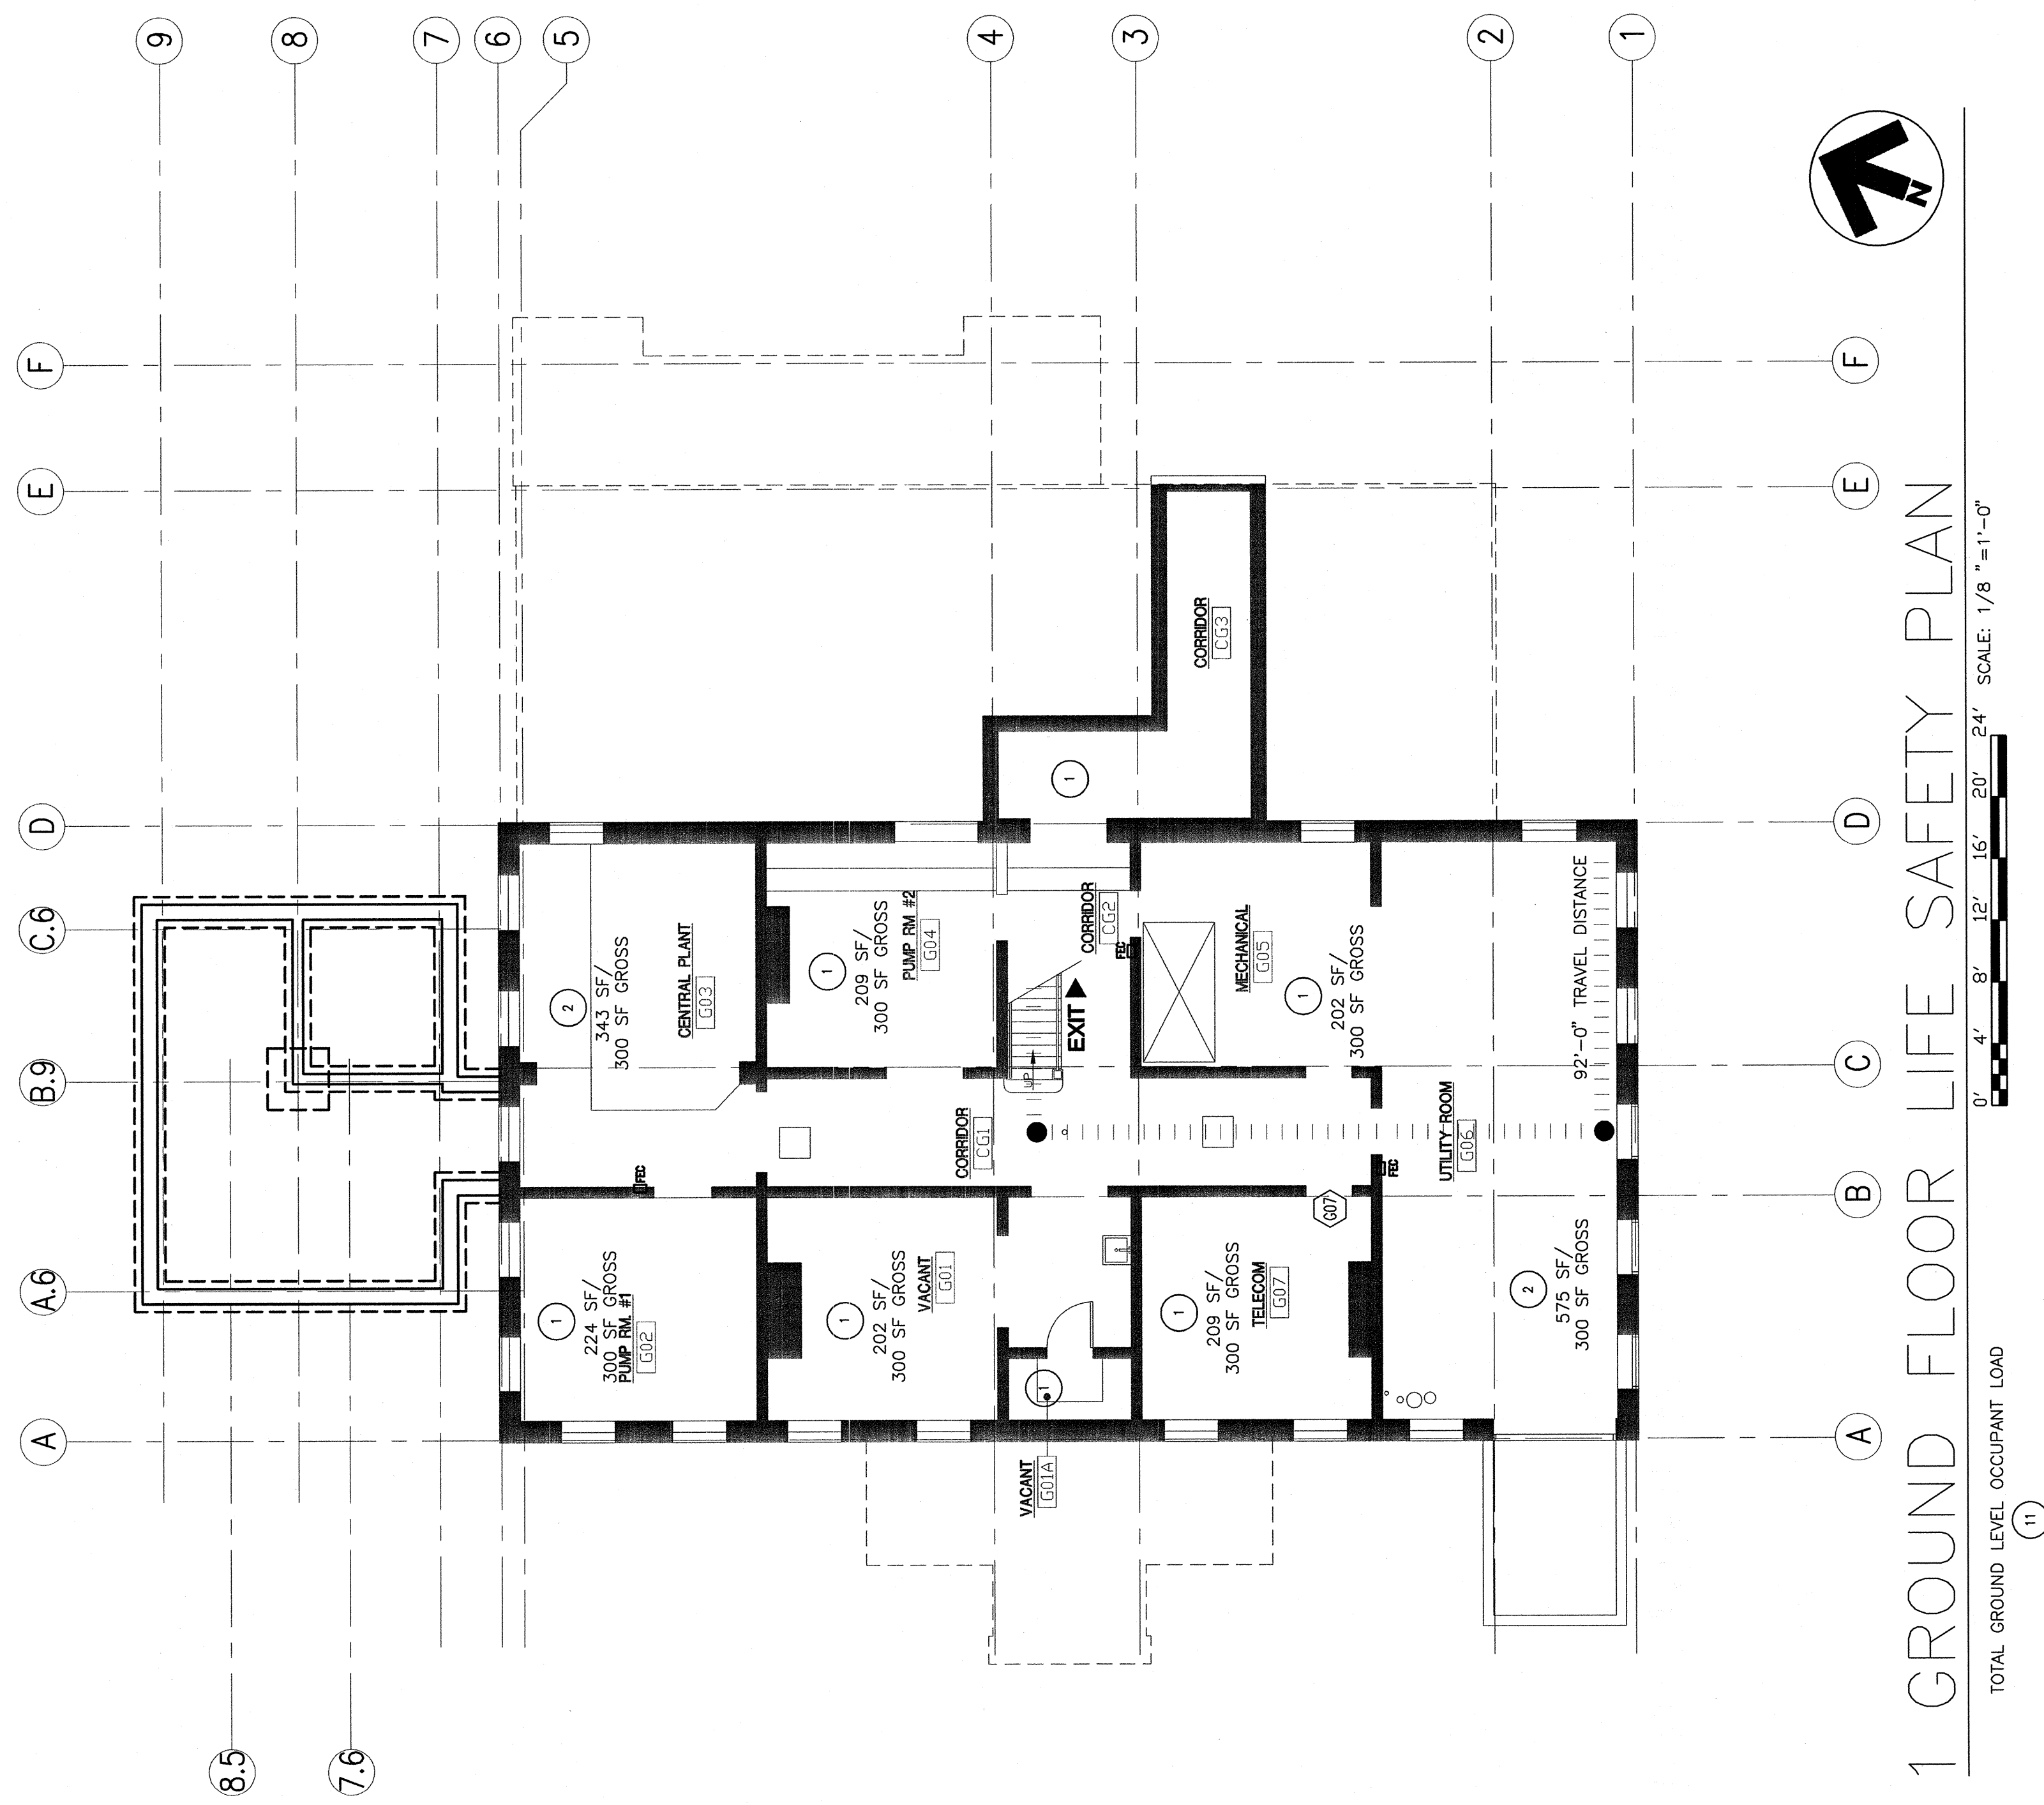 9
8
7
6
5
4
3
2
1
F
F
E
E
D
D
C.6
B.9
C
B
A.6
A
A
8.5
7.6
N
2
343 SF/
300 SF GROSS
CENTRAL PLANT
G03
1
209 SF/
300 SF GROSS
PUMP RM #2
G04
CORRIDOR
CG2
FEC
EXIT
UP
MECHANICAL
G05
1
202 SF/
300 SF GROSS
CORRIDOR
CG3
1
92'-0" TRAVEL DISTANCE
CORRIDOR
CG1
FEC
FEC
UTILITY ROOM
G06
2
575 SF/
300 SF GROSS
1
224 SF/
300 SF GROSS
PUMP RM. #1
G02
1
202 SF/
300 SF GROSS
VACANT
G01
1
VACANT
G01A
1
209 SF/
300 SF GROSS
TELECOM
G07
G07
1 GROUND FLOOR LIFE SAFETY PLAN
0' 4' 8' 12' 16' 20' 24' SCALE: 1/8 "=1'-0"
TOTAL GROUND LEVEL OCCUPANT LOAD
11